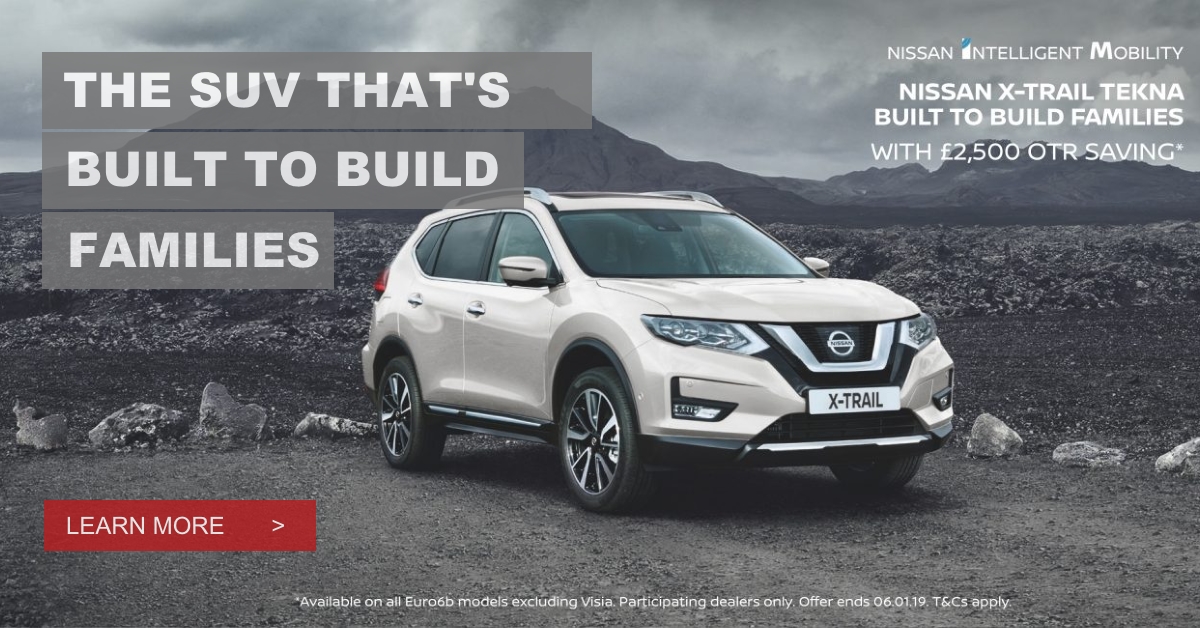 THE SUV THAT'S
BUILT TO BUILD
FAMILIES
NISSAN INTELLIGENT MOBILITY
NISSAN X-TRAIL TEKNA
BUILT TO BUILD FAMILIES
WITH £2,500 OTR SAVING*
NISSAN
X-TRAIL
LEARN MORE >
*Available on all Euro6b models excluding Visia. Participating dealers only. Offer ends 06.01.19. T&Cs apply.